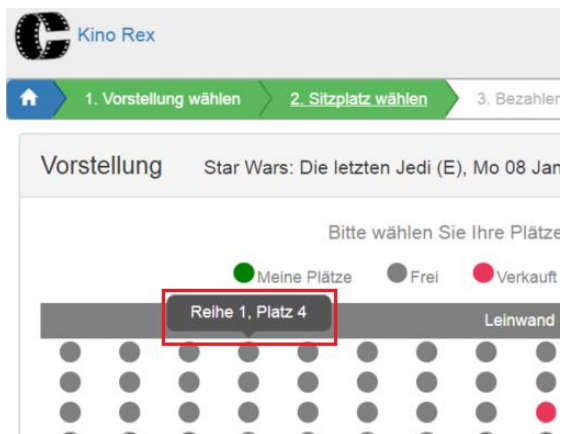 Kino Rex
1. Vorstellung wählen 2. Sitzplatz wählen 3. Bezahlen
Vorstellung Star Wars: Die letzten Jedi (E), Mo 08 Jan
Bitte wählen Sie Ihre Plätze
Meine Plätze Frei Verkauft
Reihe 1, Platz 4
Leinwand